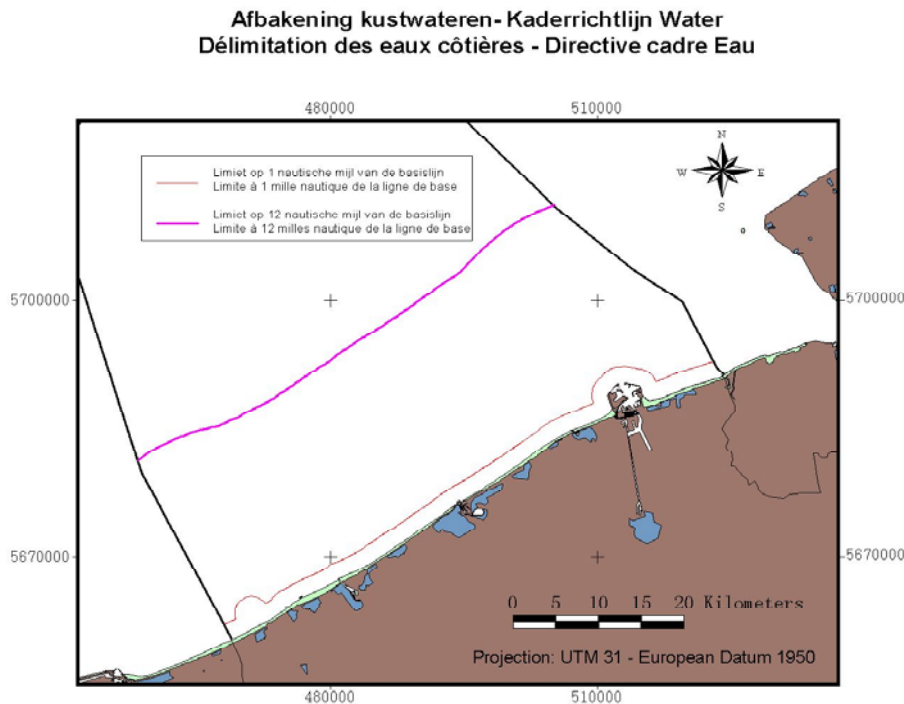 Afbakening kustwateren- Kaderrichtlijn Water
Délimitation des eaux côtières - Directive cadre Eau
480000
510000
Limiet op 1 nautische mijl van de basislijn
Limite à 1 mille nautique de la ligne de base
Limiet op 12 nautische mijl van de basislijn
Limite à 12 milles nautique de la ligne de base
N
W
E
S
5700000
5700000
5670000
5670000
0 5 10 15 20 Kilometers
Projection: UTM 31 - European Datum 1950
480000
510000